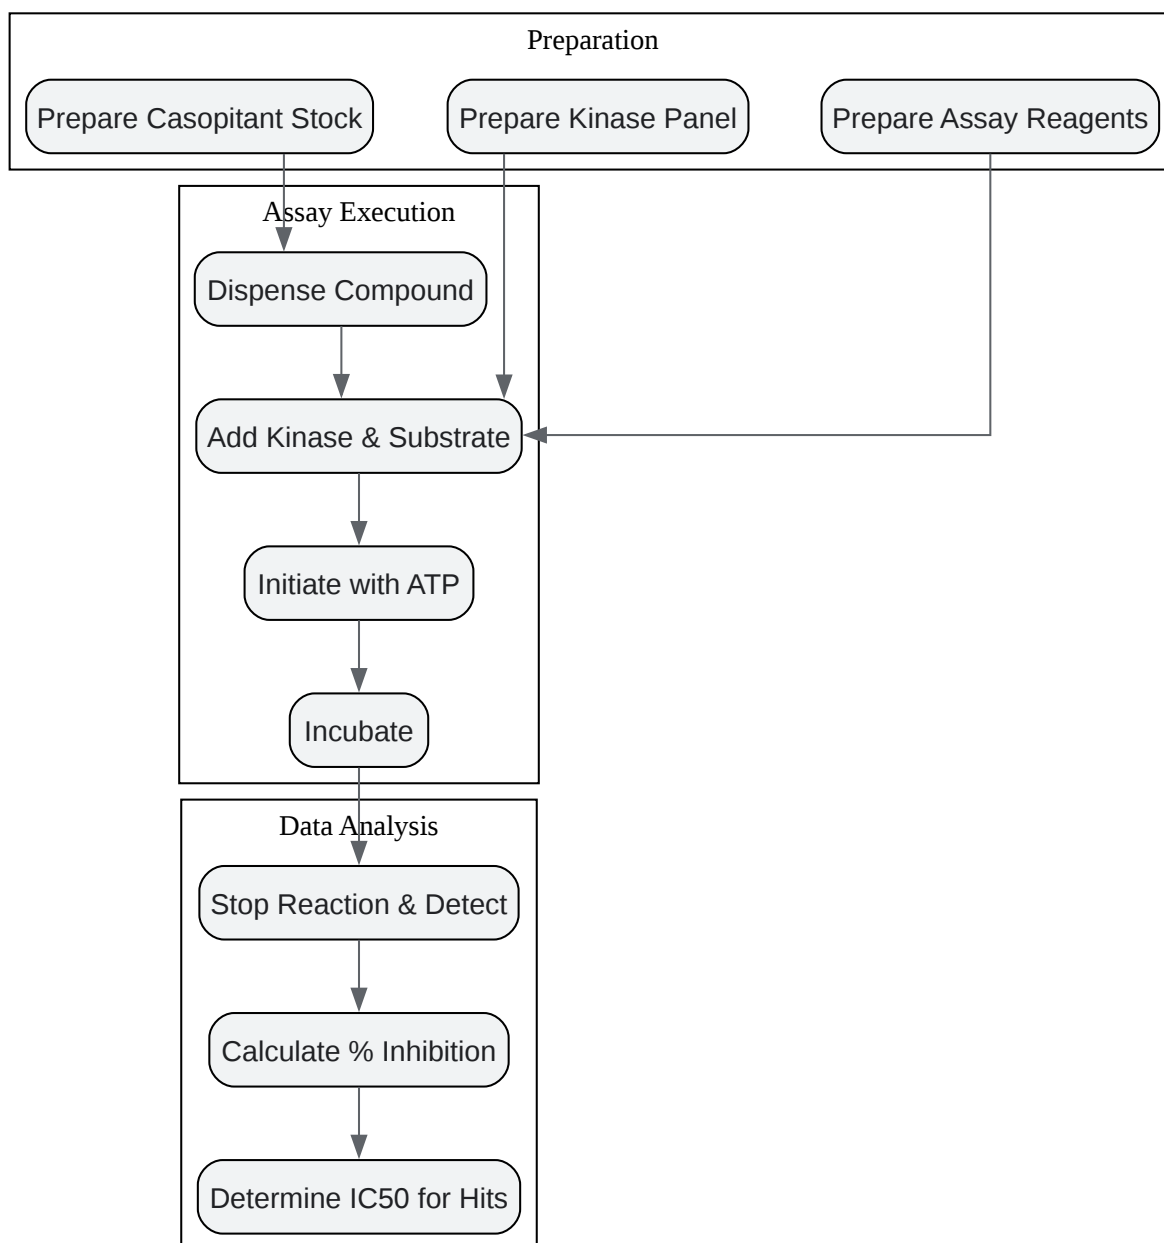 Preparation
Prepare Casopitant Stock
Prepare Kinase Panel
Prepare Assay Reagents
Assay Execution
Dispense Compound
Add Kinase & Substrate
Initiate with ATP
Incubate
Data Analysis
Stop Reaction & Detect
Calculate % Inhibition
Determine IC50 for Hits